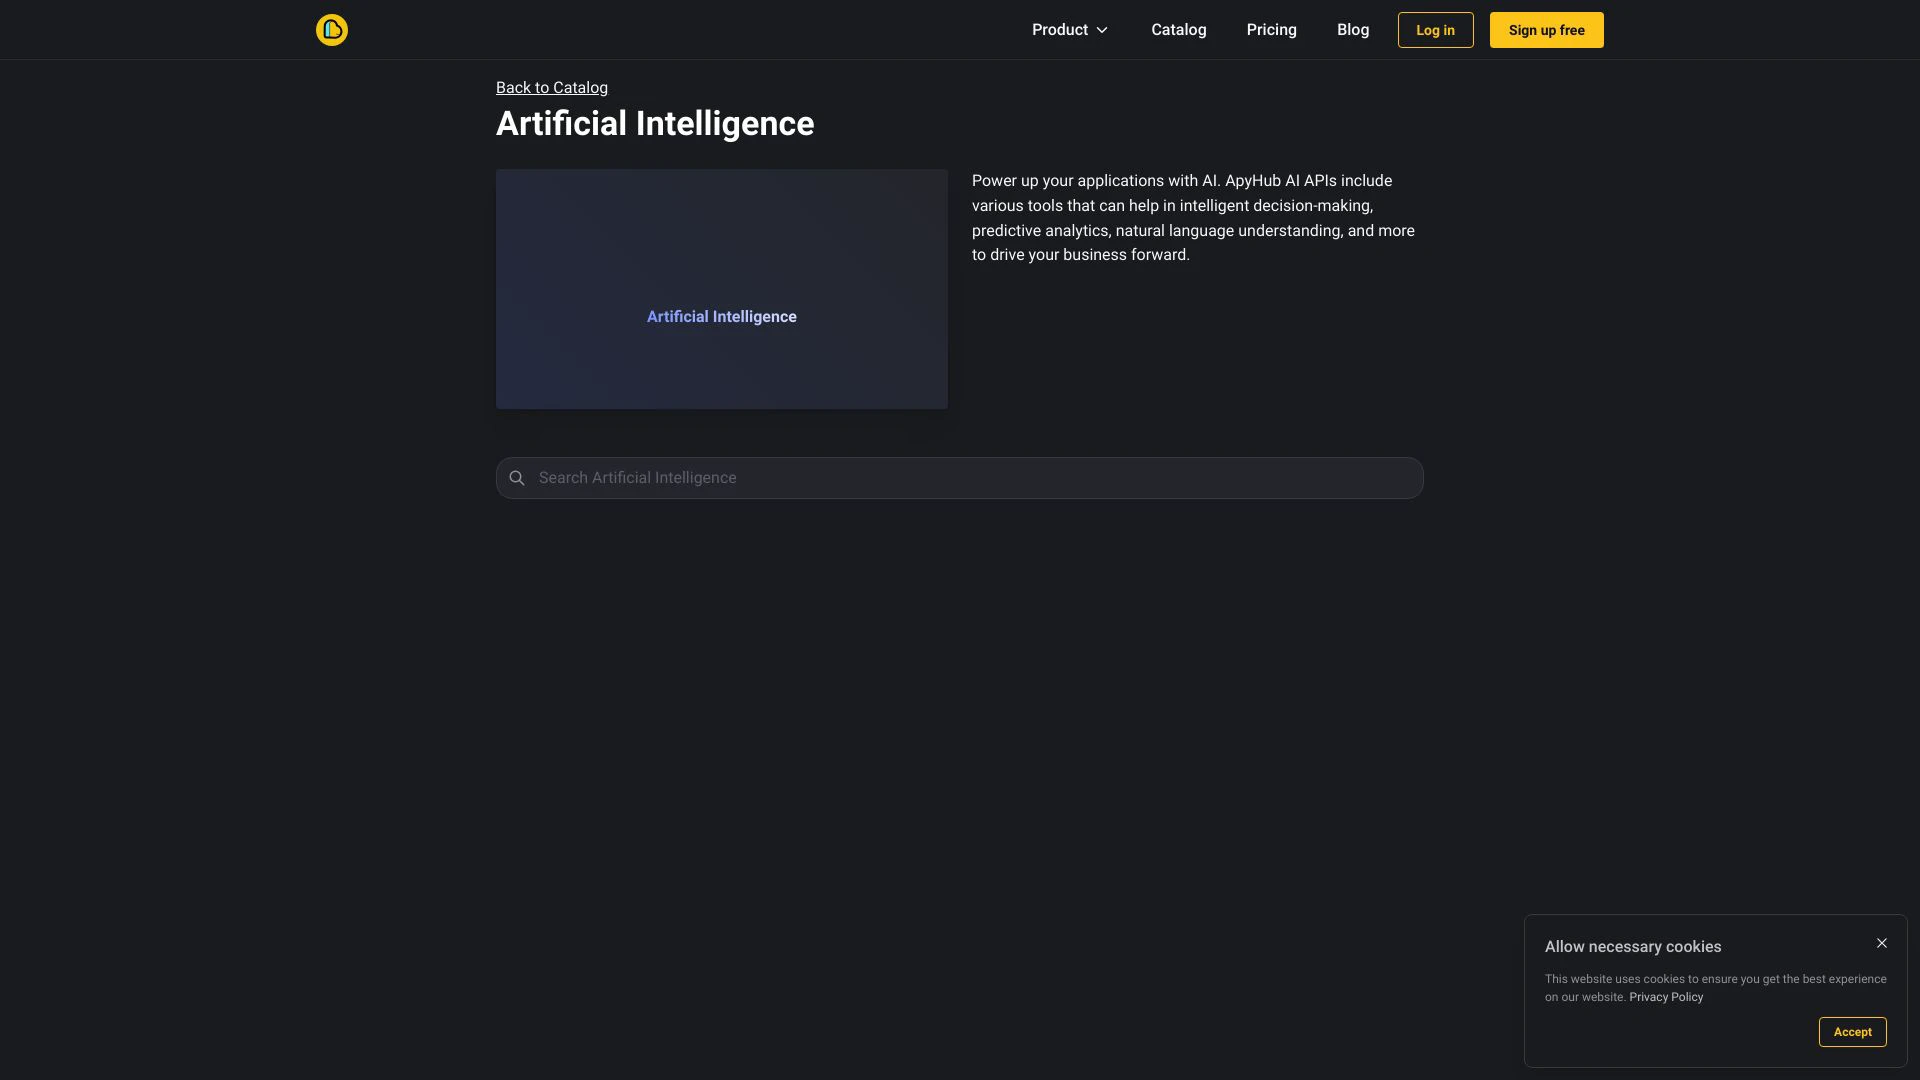 Product
Catalog
Pricing
Blog
Log in
Sign up free
Back to Catalog
Artificial Intelligence
Artificial Intelligence
Power up your applications with AI. ApyHub AI APIs include
various tools that can help in intelligent decision-making,
predictive analytics, natural language understanding, and more
to drive your business forward.
Search Artificial Intelligence
Allow necessary cookies
This website uses cookies to ensure you get the best experience
on our website. Privacy Policy
Accept